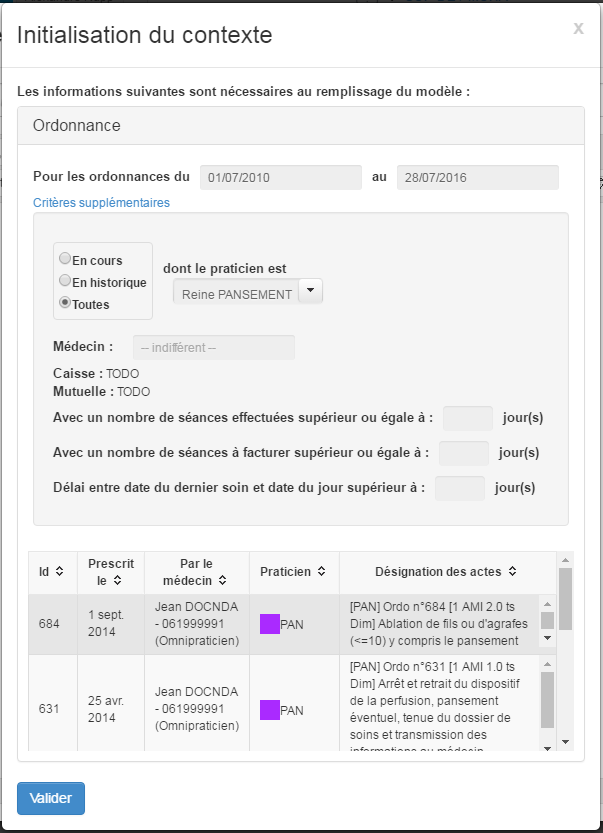 Initialisation du contexte
x
Les informations suivantes sont nécessaires au remplissage du modèle :
Ordonnance
Pour les ordonnances du 01/07/2010 au 28/07/2016
Critères supplémentaires
En cours
En historique
Toutes
dont le praticien est
Reine PANSEMENT
Médecin : -- indifférent --
Caisse : TODO
Mutuelle : TODO
Avec un nombre de séances effectuées supérieur ou égale à : jour(s)
Avec un nombre de séances à facturer supérieur ou égale à : jour(s)
Délai entre date du dernier soin et date du jour supérieur à : jour(s)
Id
Prescrit
le
Par le
médecin
Praticien
Désignation des actes
684
1 sept.
2014
Jean DOCNDA
- 061999991
(Omnipraticien)
PAN
[PAN] Ordo n°684 [1 AMI 2.0 ts
Dim] Ablation de fils ou d'agrafes
(<=10) y compris le pansement
631
25 avr.
2014
Jean DOCNDA
- 061999991
(Omnipraticien)
PAN
[PAN] Ordo n°631 [1 AMI 1.0 ts
Dim] Arrêt et retrait du dispositif
de la perfusion, pansement
éventuel, tenue du dossier de
soins et transmission des
informations au médecin
Valider